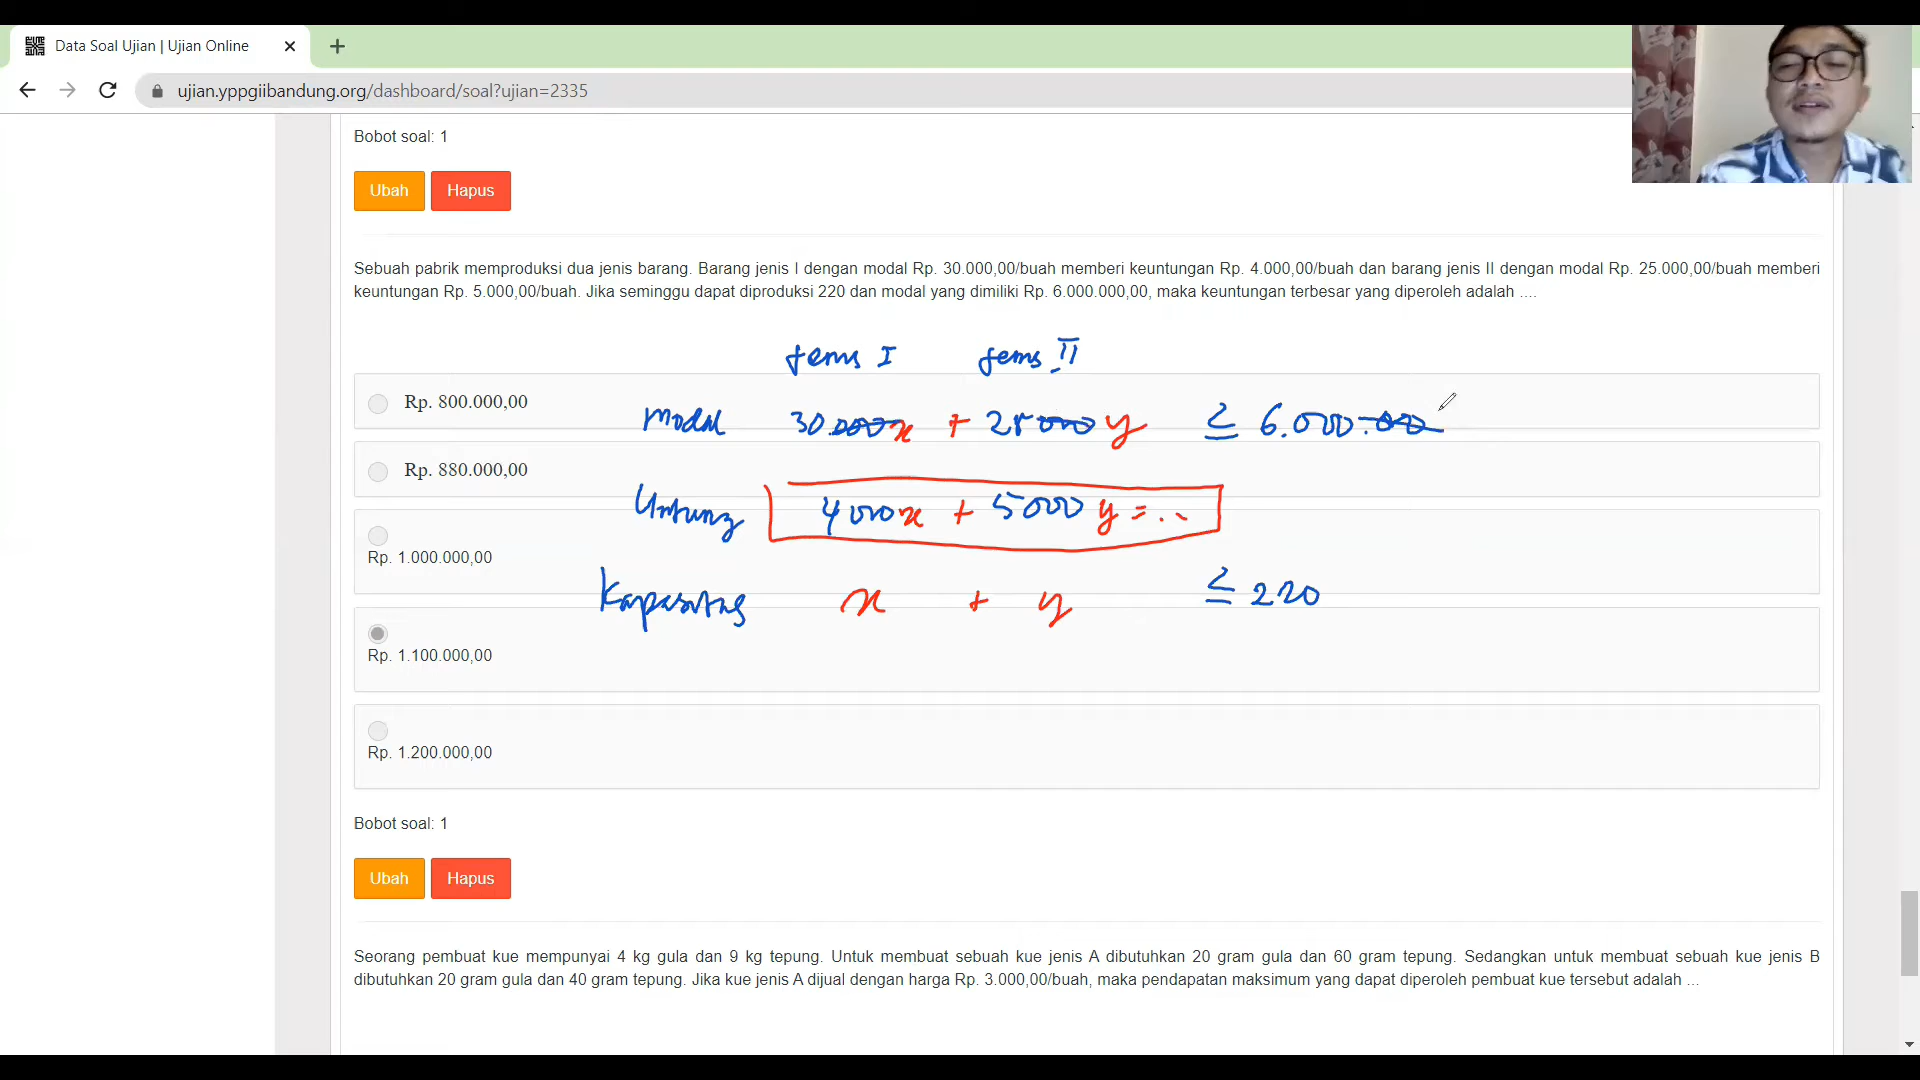 Data Soal Ujian | Ujian Online
ujian.yppgiibandung.org/dashboard/soal?ujian=2335
Bobot soal: 1
Ubah Hapus
Sebuah pabrik memproduksi dua jenis barang. Barang jenis I dengan modal Rp. 30.000,00/buah memberi keuntungan Rp. 4.000,00/buah dan barang jenis II dengan modal Rp. 25.000,00/buah memberi
keuntungan Rp. 5.000,00/buah. Jika seminggu dapat diproduksi 220 dan modal yang dimiliki Rp. 6.000.000,00, maka keuntungan terbesar yang diperoleh adalah ....
Jenis I Jenis II
Rp. 800.000,00
Modal 30.000x + 25000y ≤ 6.000.000
Rp. 880.000,00
Untung 4000x + 5000y = ...
Rp. 1.000.000,00
Kapasitas x + y ≤ 220
Rp. 1.100.000,00
Rp. 1.200.000,00
Bobot soal: 1
Ubah Hapus
Seorang pembuat kue mempunyai 4 kg gula dan 9 kg tepung. Untuk membuat sebuah kue jenis A dibutuhkan 20 gram gula dan 60 gram tepung. Sedangkan untuk membuat sebuah kue jenis B
dibutuhkan 20 gram gula dan 40 gram tepung. Jika kue jenis A dijual dengan harga Rp. 3.000,00/buah, maka pendapatan maksimum yang dapat diperoleh pembuat kue tersebut adalah ...